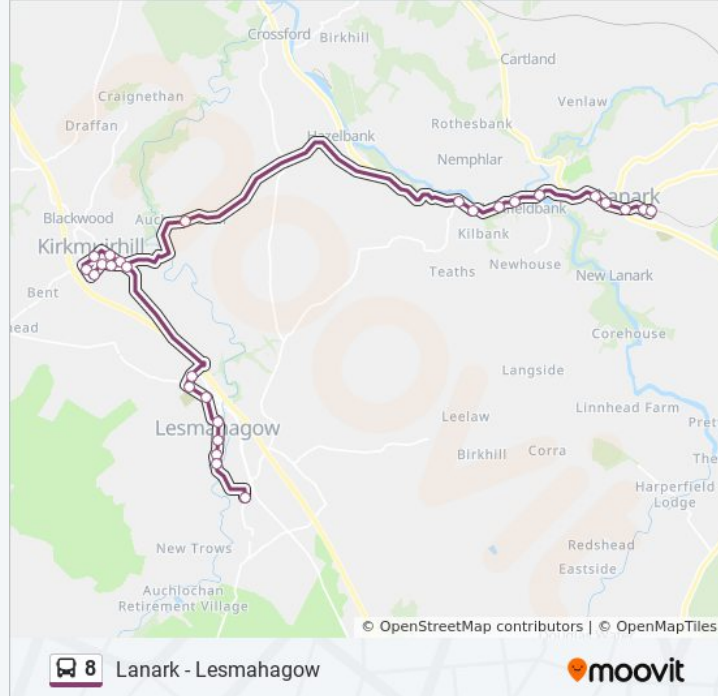 Crossford
Birkhill
Cartland
Craignethan
Venlaw
Draffan
Hazelbank
Rothesbank
Nemphlar
Lanark
Blackwood
Kirkmuirhill
Kilbank
Teaths
Newhouse
New Lanark
Bent
head
Corehouse
Langside
Linnhead Farm
Leelaw
Lesmahagow
Birkhill
Corra
The
Harperfield
Lodge
New Trows
Redshead
Eastside
Auchlochan
Retirement Village
© OpenStreetMap contributors | © OpenMapTiles
8 Lanark - Lesmahagow
moovit